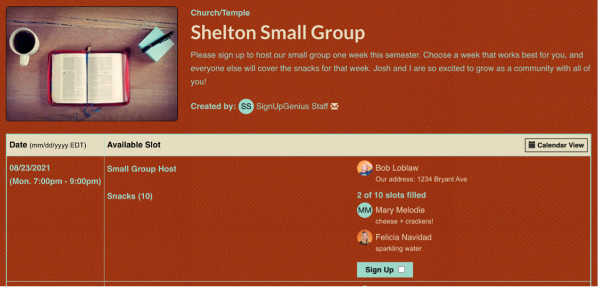 Church/Temple
Shelton Small Group
Please sign up to host our small group one week this semester. Choose a week that works best for you, and
everyone else will cover the snacks for that week. Josh and I are so excited to grow as a community with all of
you!
Created by: SS SignUpGenius Staff
Date (mm/dd/yyyy EDT) Available Slot Calendar View
08/23/2021
(Mon. 7:00pm - 9:00pm)
Small Group Host
Bob Loblaw
Our address: 1234 Bryant Ave
Snacks (10)
2 of 10 slots filled
MM Mary Melodie
cheese + crackers!
Felicia Navidad
sparkling water
Sign Up